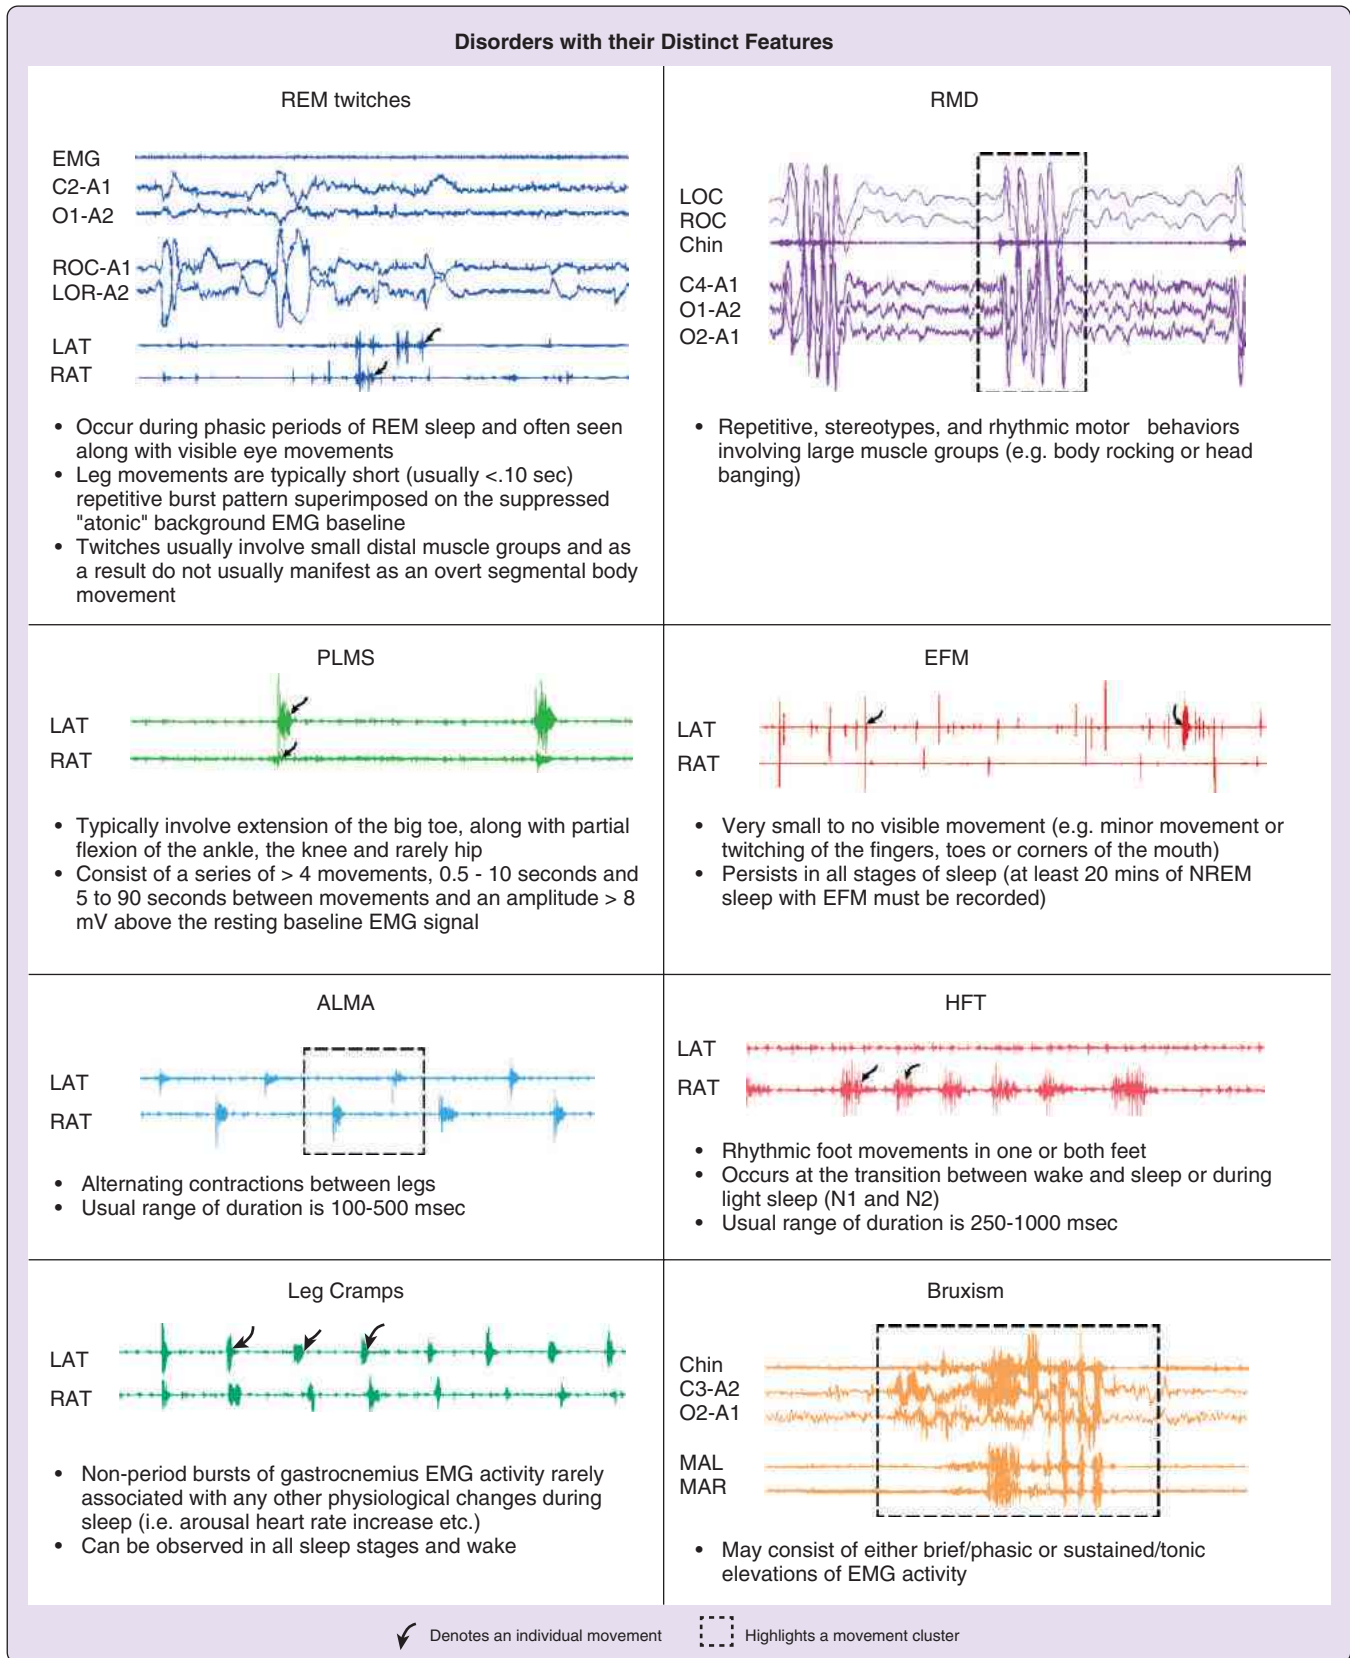 Disorders with their Distinct Features
REM twitches
EMG
C2-A1
O1-A2
ROC-A1
LOR-A2
LAT
RAT
• Occur during phasic periods of REM sleep and often seen
along with visible eye movements
• Leg movements are typically short (usually <.10 sec)
repetitive burst pattern superimposed on the suppressed
"atonic" background EMG baseline
• Twitches usually involve small distal muscle groups and as
a result do not usually manifest as an overt segmental body
movement
RMD
LOC
ROC
Chin
C4-A1
O1-A2
O2-A1
• Repetitive, stereotypes, and rhythmic motor behaviors
involving large muscle groups (e.g. body rocking or head
banging)
PLMS
LAT
RAT
• Typically involve extension of the big toe, along with partial
flexion of the ankle, the knee and rarely hip
• Consist of a series of > 4 movements, 0.5 - 10 seconds and
5 to 90 seconds between movements and an amplitude > 8
mV above the resting baseline EMG signal
EFM
LAT
RAT
• Very small to no visible movement (e.g. minor movement or
twitching of the fingers, toes or corners of the mouth)
• Persists in all stages of sleep (at least 20 mins of NREM
sleep with EFM must be recorded)
ALMA
LAT
RAT
• Alternating contractions between legs
• Usual range of duration is 100-500 msec
HFT
LAT
RAT
• Rhythmic foot movements in one or both feet
• Occurs at the transition between wake and sleep or during
light sleep (N1 and N2)
• Usual range of duration is 250-1000 msec
Leg Cramps
LAT
RAT
• Non-period bursts of gastrocnemius EMG activity rarely
associated with any other physiological changes during
sleep (i.e. arousal heart rate increase etc.)
• Can be observed in all sleep stages and wake
Bruxism
Chin
C3-A2
O2-A1
MAL
MAR
• May consist of either brief/phasic or sustained/tonic
elevations of EMG activity
Denotes an individual movement
Highlights a movement cluster